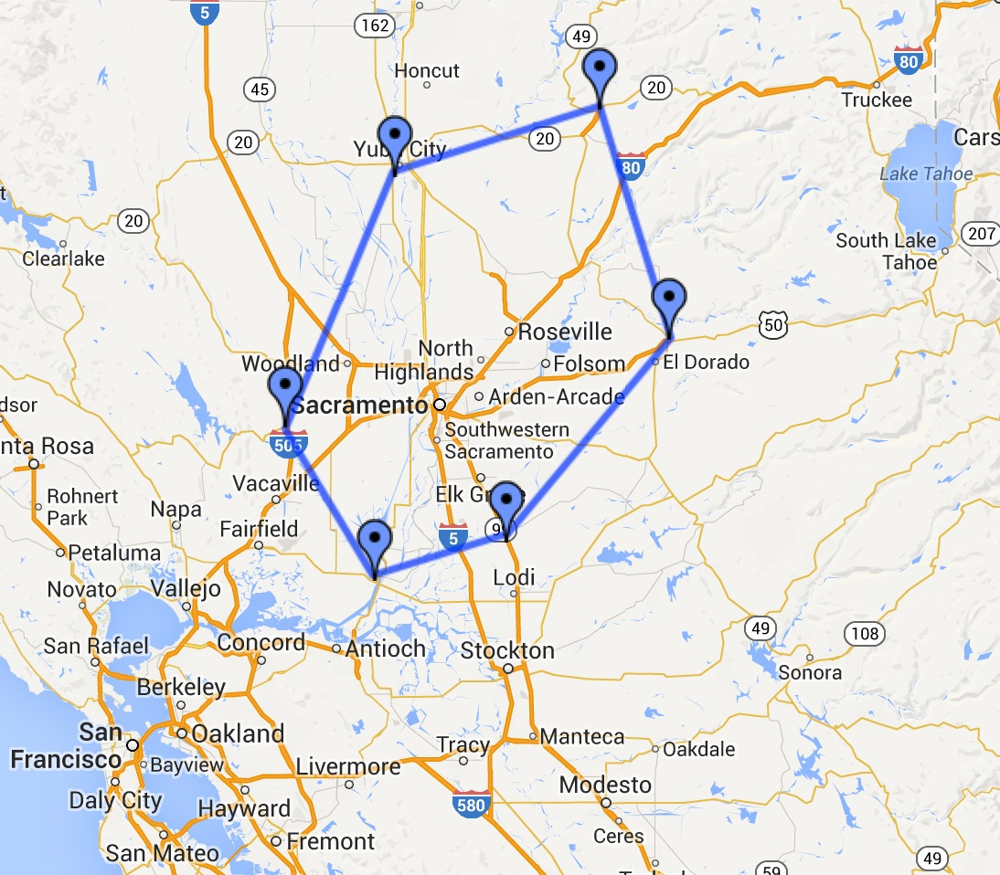 5
162
49
80
Honcut
20
45
Truckee
20
20
Cars
Yuba City
80
Lake Tahoe
20
207
South Lake
Tahoe
Clearlake
50
Roseville
North
Highlands
Woodland
Folsom
El Dorado
Sacramento
Arden-Arcade
dsor
Southwestern
Sacramento
505
nta Rosa
Vacaville
Elk Gr
Rohnert
Park
Napa
Fairfield
5
Petaluma
Lodi
Novato
Vallejo
49
108
San Rafael
Concord
Antioch
Stockton
Sonora
Berkeley
San
Francisco
Oakland
Manteca
Tracy
Oakdale
Bayview
Livermore
Daly City
Hayward
580
Modesto
Ceres
Fremont
San Mateo
49
59